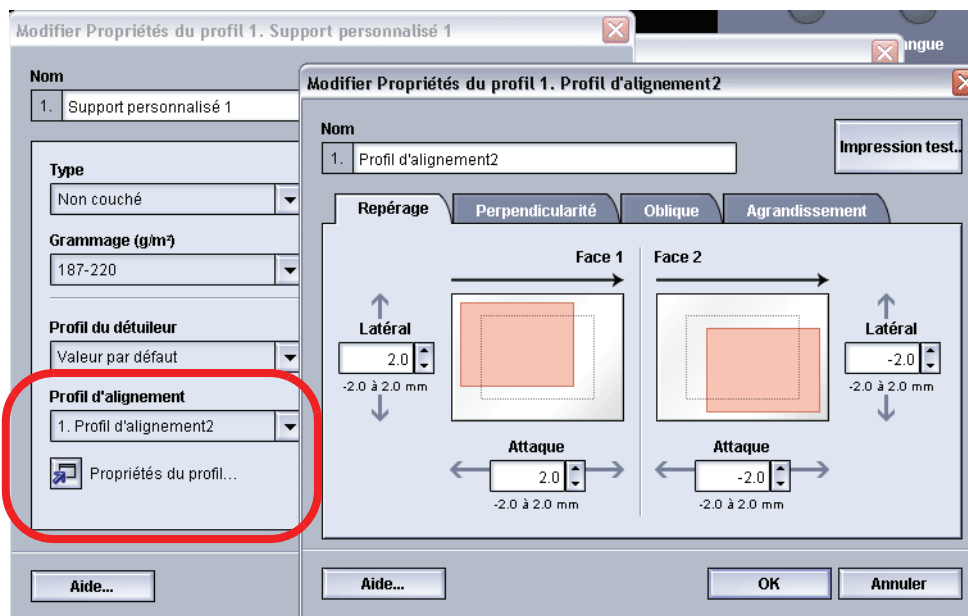 Modifier Propriétés du profil 1. Support personnalisé 1
ngue
Nom
1. Support personnalisé 1
Type
Non couché
Grammage (g/m²)
187-220
Profil du détuileur
Valeur par défaut
Profil d'alignement
1. Profil d'alignement2
Propriétés du profil...
Aide...
Modifier Propriétés du profil 1. Profil d'alignement2
Nom
1. Profil d'alignement2
Impression test..
Repérage Perpendicularité Oblique Agrandissement
Face 1 Face 2
Latéral
2.0
-2.0 à 2.0 mm
Attaque
2.0
-2.0 à 2.0 mm
Latéral
-2.0
-2.0 à 2.0 mm
Attaque
-2.0
-2.0 à 2.0 mm
Aide... OK Annuler